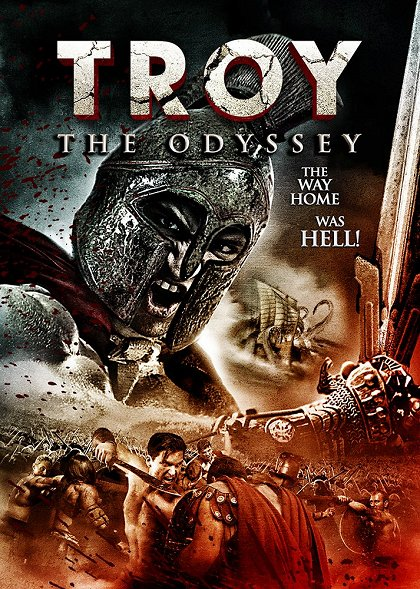 TROY
THE ODYSSEY
THE
WAY
HOME
WAS
HELL!